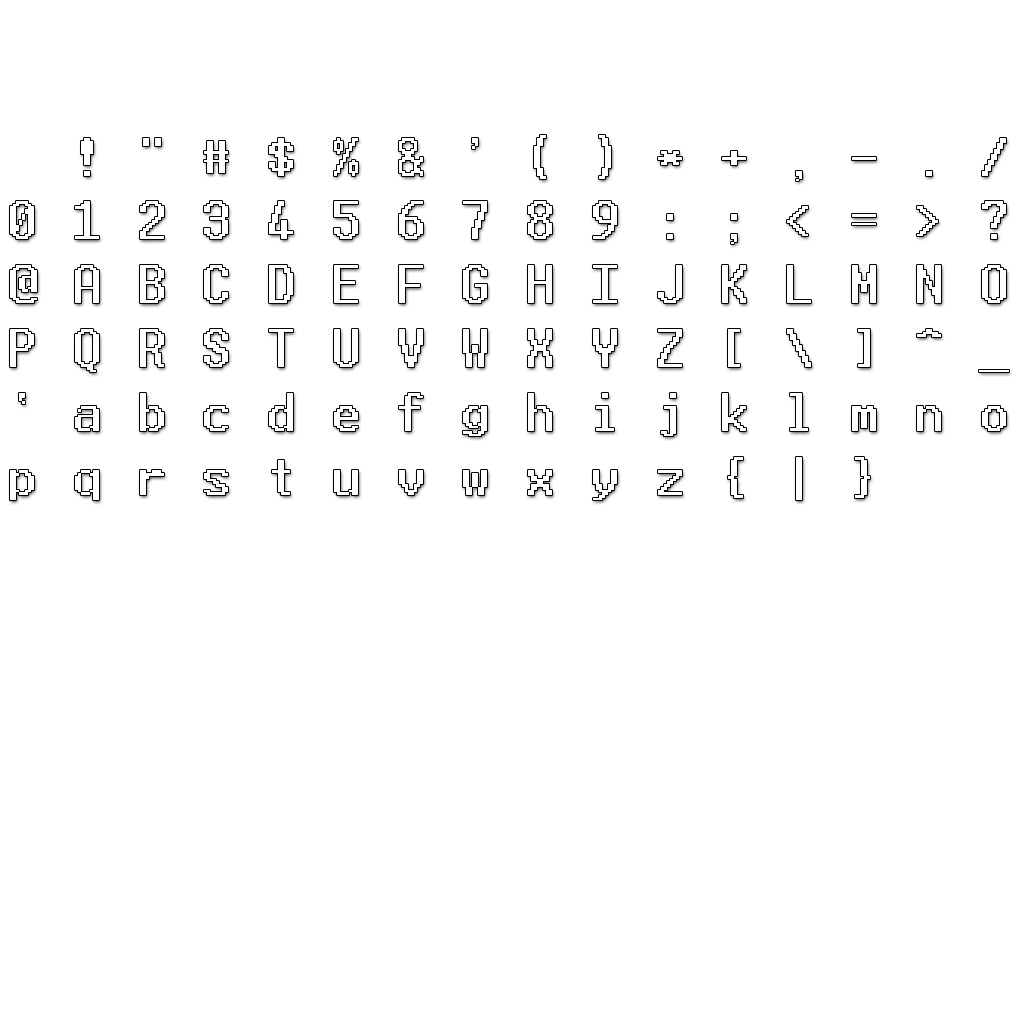 ! " # $ % & ' ( ) * + , - . /
0 1 2 3 4 5 6 7 8 9 : ; < = > ?
@ A B C D E F G H I J K L M N O
P Q R S T U V W X Y Z [ \ ] ^ _
` a b c d e f g h i j k l m n o
p q r s t u v w x y z { | }